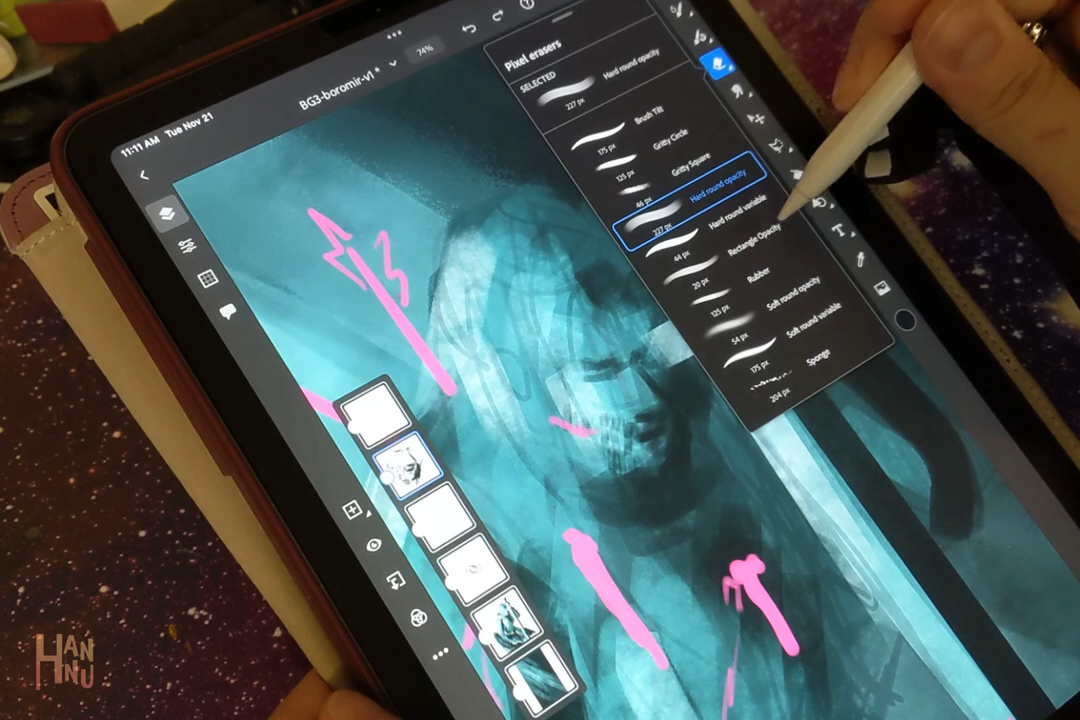 11:11 AM Tue Nov 21
BG3-boromir-v1 *
74%
Pixel erasers
SELECTED
Hard round opacity
227 px
Brush Tilt
175 px
Gritty Circle
125 px
Gritty Square
46 px
Hard round opacity
227 px
Hard round variable
44 px
Rectangle Opacity
20 px
Rubber
125 px
Soft round opacity
54 px
Soft round variable
175 px
Sponge
204 px
T
3
HAN
NU